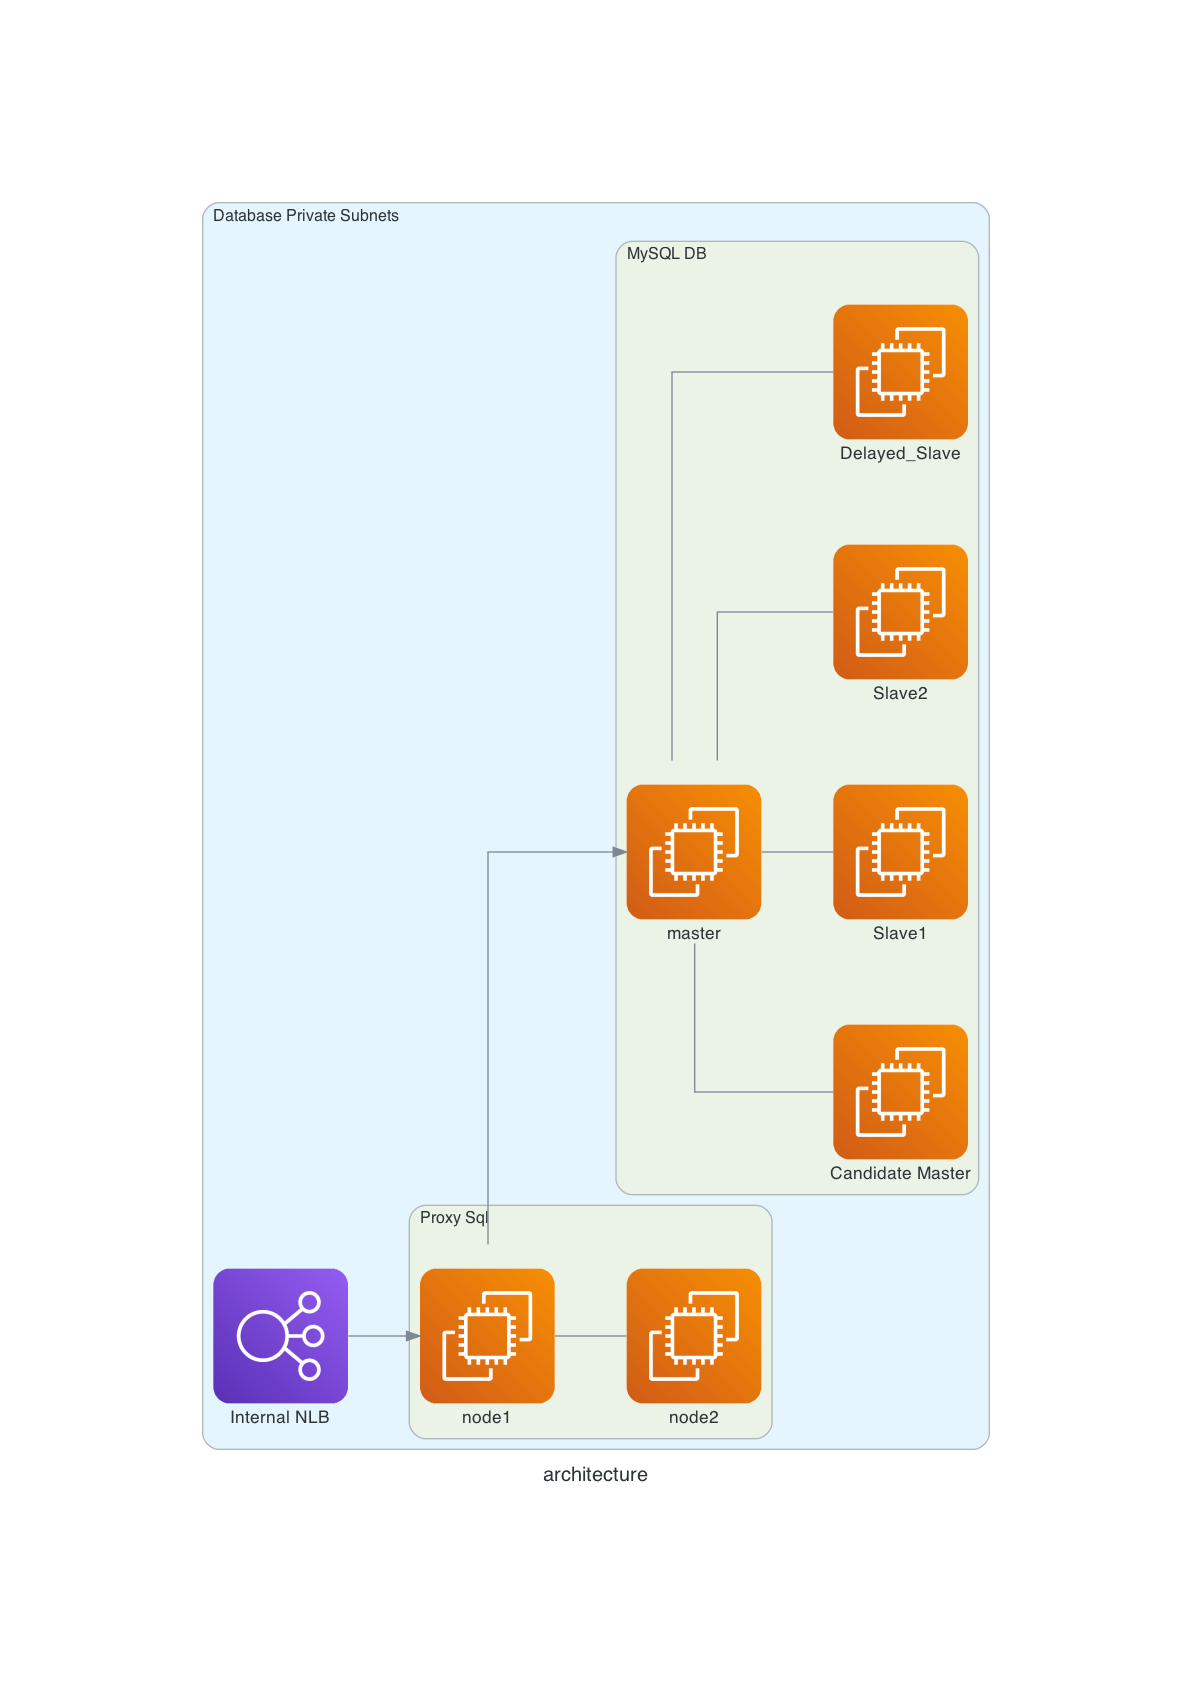 Database Private Subnets
MySQL DB
Delayed_Slave
Slave2
master
Slave1
Candidate Master
Proxy Sql
Internal NLB
node1
node2
architecture